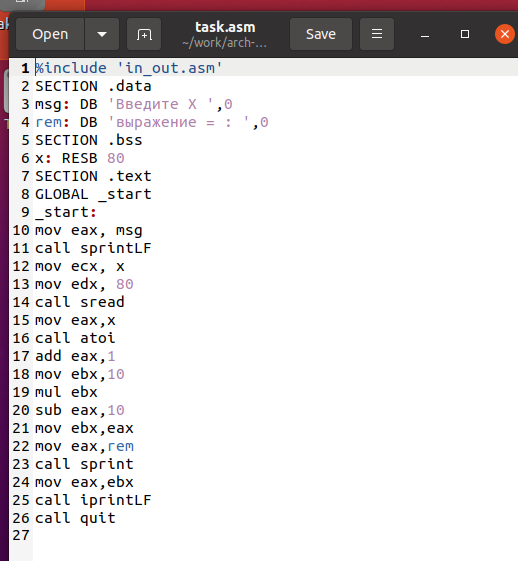 Open
task.asm
~/work/arch-...
Save
1 %include 'in_out.asm'
2 SECTION .data
3 msg: DB 'Введите X ',0
4 rem: DB 'выражение = : ',0
5 SECTION .bss
6 x: RESB 80
7 SECTION .text
8 GLOBAL _start
9 _start:
10 mov eax, msg
11 call sprintLF
12 mov ecx, x
13 mov edx, 80
14 call sread
15 mov eax,x
16 call atoi
17 add eax,1
18 mov ebx,10
19 mul ebx
20 sub eax,10
21 mov ebx,eax
22 mov eax,rem
23 call sprint
24 mov eax,ebx
25 call iprintLF
26 call quit
27